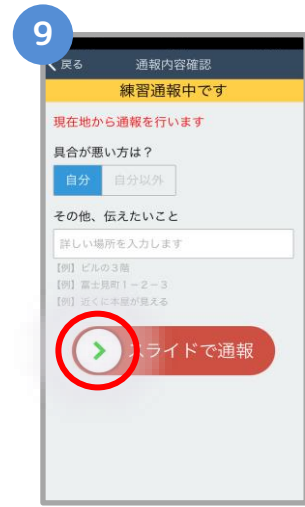 9
戻る 通報内容確認
練習通報中です
現在地から通報を行います
具合が悪い方は？
自分 自分以外
その他、伝えたいこと
詳しい場所を入力します
【例】ビルの３階
【例】富士見町１－２－３
【例】近くに本屋が見える
スライドで通報